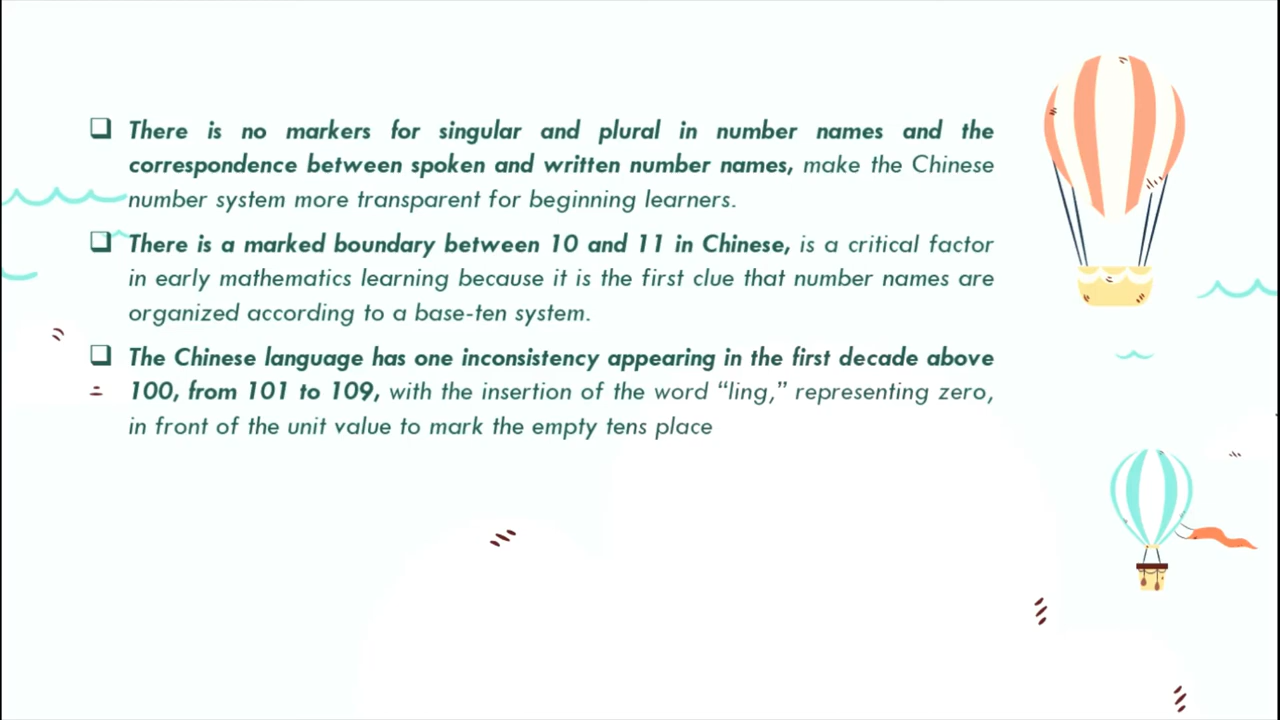 There is no markers for singular and plural in number names and the
correspondence between spoken and written number names, make the Chinese
number system more transparent for beginning learners.
There is a marked boundary between 10 and 11 in Chinese, is a critical factor
in early mathematics learning because it is the first clue that number names are
organized according to a base-ten system.
The Chinese language has one inconsistency appearing in the first decade above
100, from 101 to 109, with the insertion of the word “ling,” representing zero,
in front of the unit value to mark the empty tens place